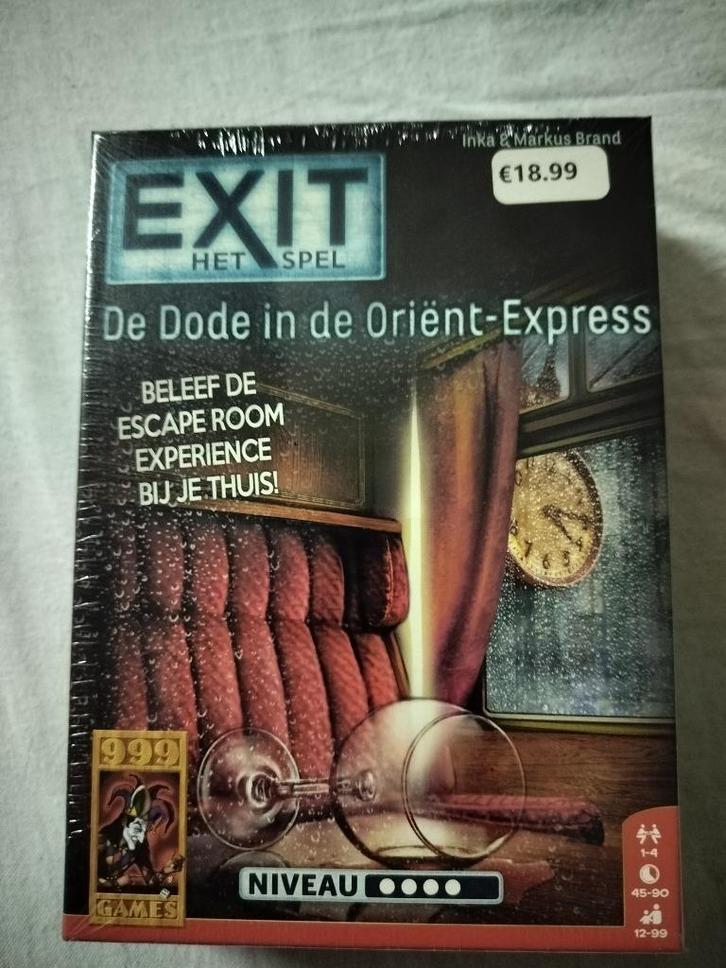 Inka & Markus Brand
€18.99
EXIT
HET SPEL
De Dode in de Oriënt-Express
BELEEF DE
ESCAPE ROOM
EXPERIENCE
BIJ JE THUIS!
999
GAMES
NIVEAU
1-4
45-90
12-99